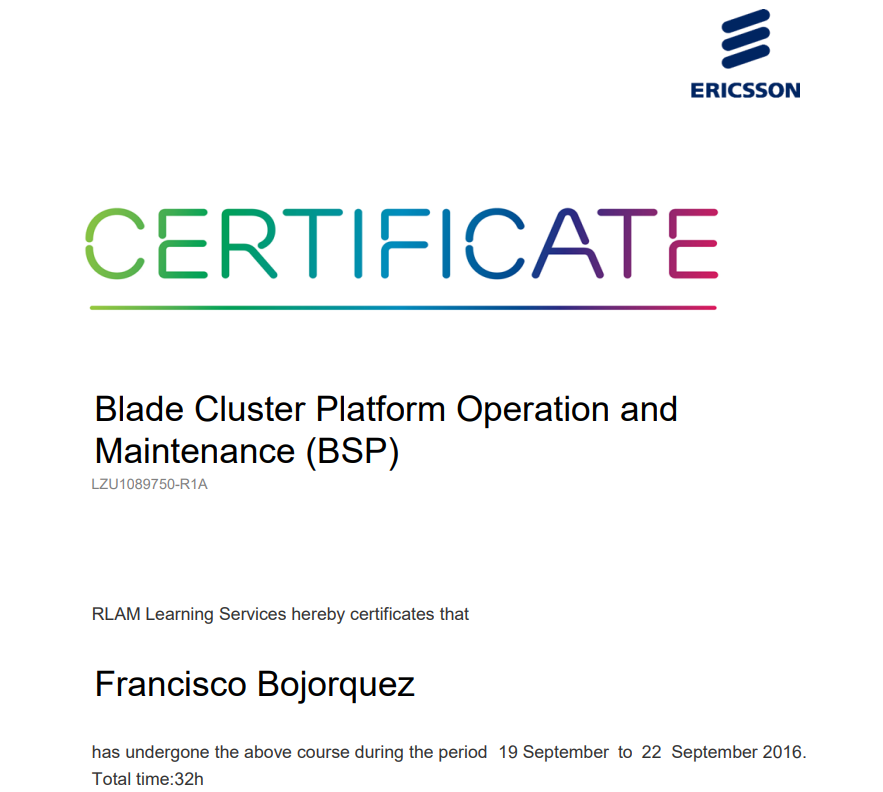 ERICSSON
CERTIFICATE
Blade Cluster Platform Operation and
Maintenance (BSP)
LZU1089750-R1A
RLAM Learning Services hereby certificates that
Francisco Bojorquez
has undergone the above course during the period 19 September to 22 September 2016.
Total time:32h